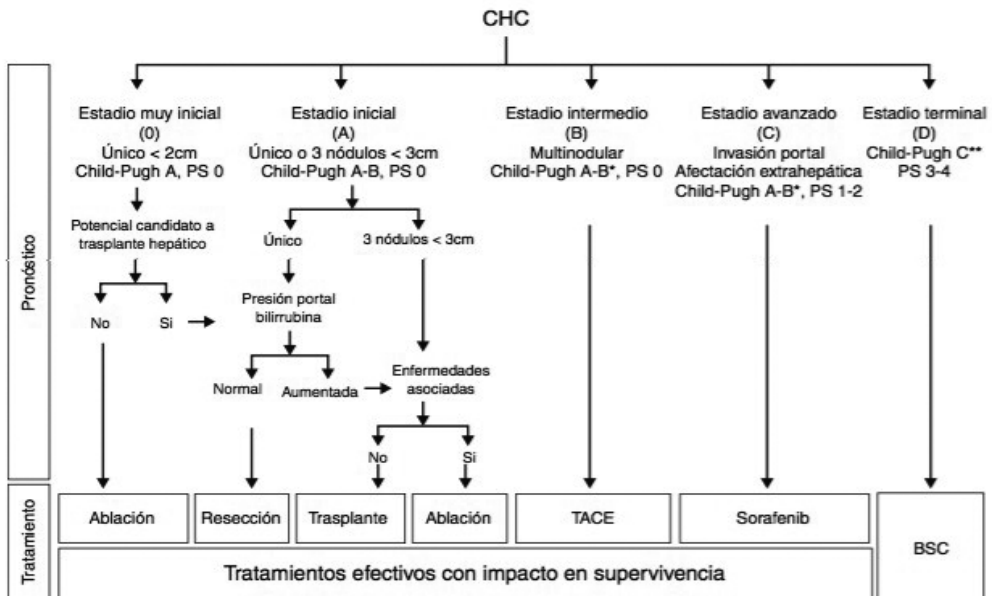 CHC
Pronóstico
Estadio muy inicial
(0)
Único < 2cm
Child-Pugh A, PS 0
Estadio inicial
(A)
Único o 3 nódulos < 3cm
Child-Pugh A-B, PS 0
Estadio intermedio
(B)
Multinodular
Child-Pugh A-B*, PS 0
Estadio avanzado
(C)
Invasión portal
Afectación extrahepática
Child-Pugh A-B*, PS 1-2
Estadio terminal
(D)
Child-Pugh C**
PS 3-4
Potencial candidato a
trasplante hepático
Único
3 nódulos < 3cm
No
Si
Presión portal
bilirrubina
Normal
Aumentada
Enfermedades
asociadas
No
Si
Tratamiento
Ablación
Resección
Trasplante
Ablación
TACE
Sorafenib
BSC
Tratamientos efectivos con impacto en supervivencia